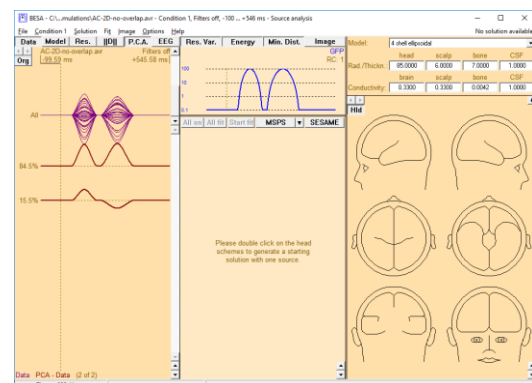 BESA - C:\...mulations\AC-2D-no-overlap.avr - Condition 1, Filters off, -100 ... +546 ms - Source analysis
File Condition 1 Solution Fit Image Options Help
No solution available
Data Model Res. ||D|| P.C.A. EEG
Org
AC-2D-no-overlap.avr Filters off
-99.59 ms +545.58 ms
All
84.5%
15.5%
Data PCA - Data (2 of 2)
Res. Var. Energy Min. Dist. Image
GFP
RC: 1
100
10
1
0.1
All on All fit Start fit MSPS SESAME
Please double click on the head
schemes to generate a starting
solution with one source.
Model: 4 shell ellipsoidal
head scalp bone CSF
Rad./Thickn.: 85.0000 6.0000 7.0000 1.0000
brain scalp bone CSF
Conductivity: 0.3300 0.3300 0.0042 1.0000
Hld